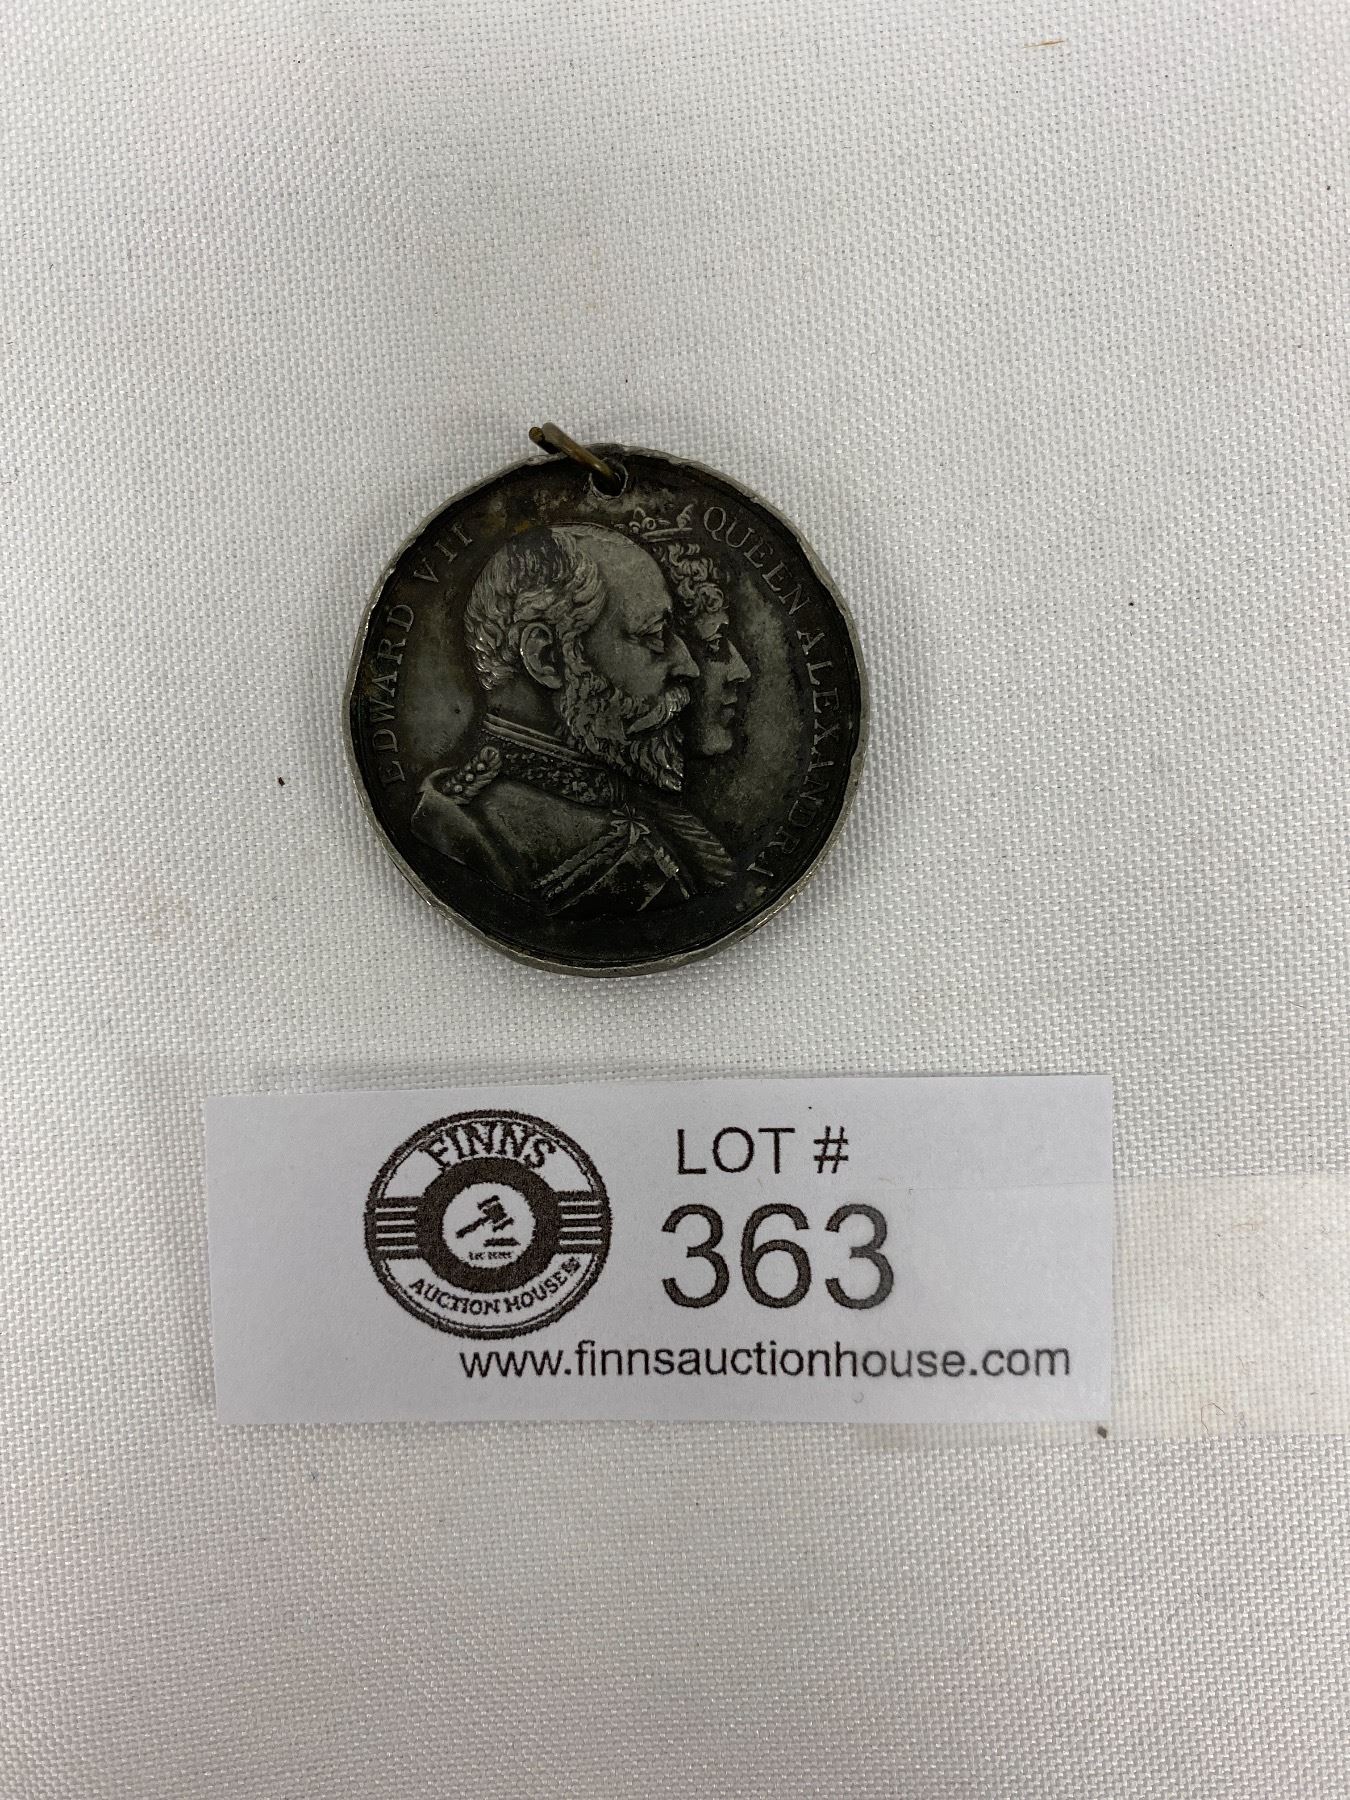 EDWARD VII
QUEEN ALEXANDRA
FINNS
AUCTION HOUSE
LOT #
363
www.finnsauctionhouse.com